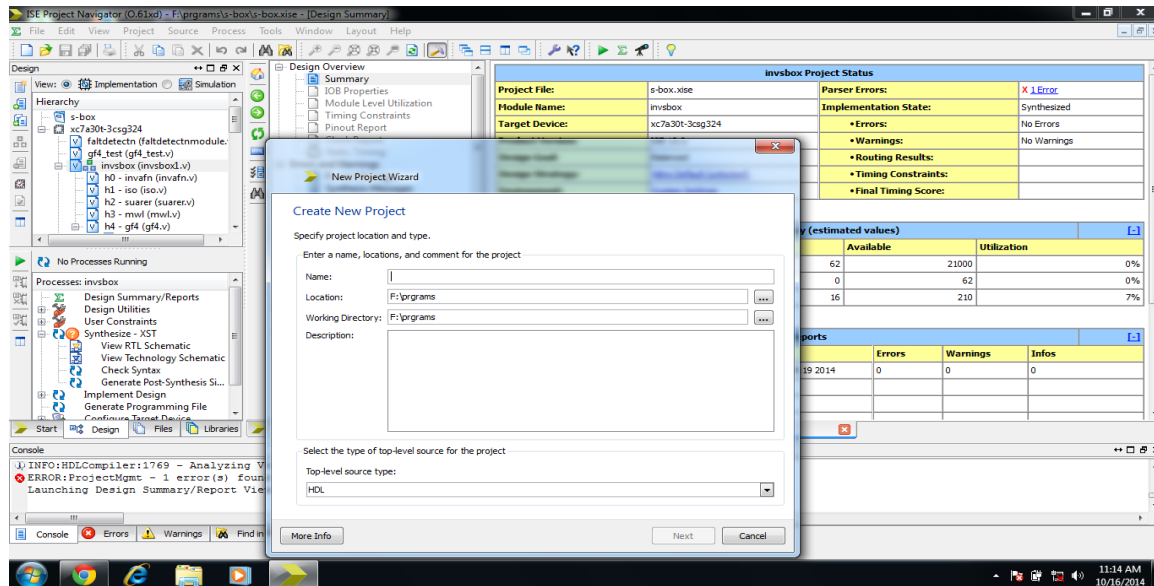 ISE Project Navigator (O.61xd) - F:\prgrams\s-box\s-box.xise - [Design Summary]
File Edit View Project Source Process Tools Window Layout Help
Design
View: Implementation Simulation
Hierarchy
s-box
xc7a30t-3csg324
faltdetecn (faltdetectnmodule.
gf4_test (gf4_test.v)
invsbox (invsbox1.v)
h0 - invafn (invafn.v)
h1 - iso (iso.v)
h2 - suarer (suarer.v)
h3 - mwl (mwl.v)
h4 - gf4 (gf4.v)
No Processes Running
Processes: invsbox
Design Summary/Reports
Design Utilities
User Constraints
Synthesize - XST
View RTL Schematic
View Technology Schematic
Check Syntax
Generate Post-Synthesis Si...
Implement Design
Generate Programming File
Configure Target Device
Start Design Files Libraries
Design Overview
Summary
IOB Properties
Module Level Utilization
Timing Constraints
Pinout Report
invsbox Project Status
Project File: s-box.xise Parser Errors: X 1 Error
Module Name: invsbox Implementation State: Synthesized
Target Device: xc7a30t-3csg324 •Errors: No Errors
•Warnings: No Warnings
•Routing Results:
•Timing Constraints:
•Final Timing Score:
y (estimated values) [-]
Available Utilization
62 21000 0%
0 62 0%
16 210 7%
ports [-]
Errors Warnings Infos
19 2014 0 0 0
New Project Wizard
Create New Project
Specify project location and type.
Enter a name, locations, and comment for the project
Name:
Location: F:\prgrams ...
Working Directory: F:\prgrams ...
Description:
Select the type of top-level source for the project
Top-level source type:
HDL
More Info Next Cancel
Console
INFO:HDLCompiler:1769 - Analyzing V
ERROR:ProjectMgmt - 1 error(s) foun
Launching Design Summary/Report Vie
Console Errors Warnings Find in
11:14 AM
10/16/2014